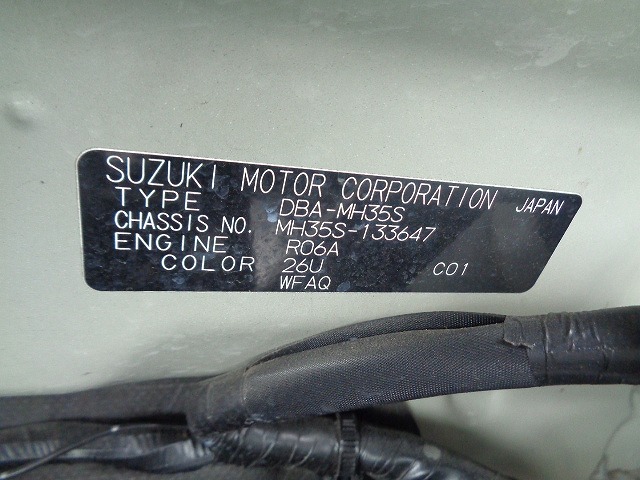 SUZUKI MOTOR CORPORATION JAPAN
TYPE DBA-MH35S
CHASSIS NO. MH35S-133647
ENGINE R06A
COLOR 26U C01
WFAQ